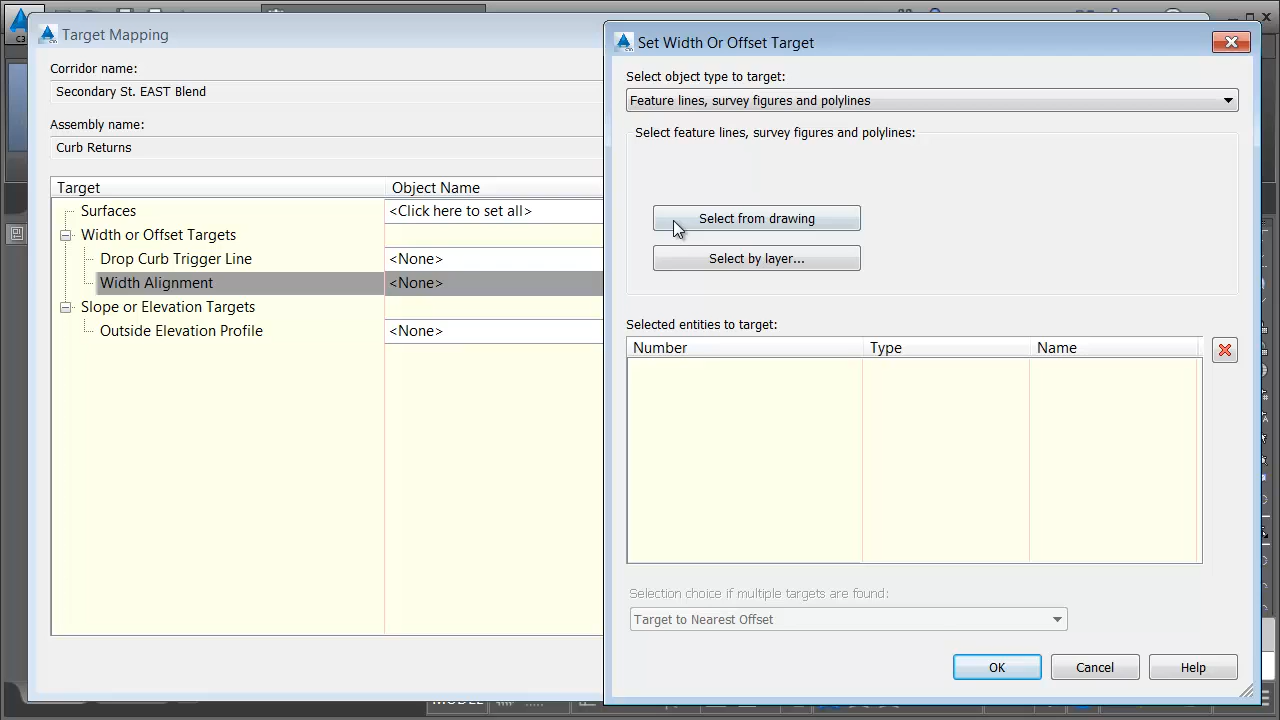 Target Mapping
Corridor name:
Secondary St. EAST Blend
Assembly name:
Curb Returns
Target
Object Name
Surfaces
<Click here to set all>
Width or Offset Targets
Drop Curb Trigger Line
<None>
Width Alignment
<None>
Slope or Elevation Targets
Outside Elevation Profile
<None>
Set Width Or Offset Target
Select object type to target:
Feature lines, survey figures and polylines
Select feature lines, survey figures and polylines:
Select from drawing
Select by layer...
Selected entities to target:
Number
Type
Name
Selection choice if multiple targets are found:
Target to Nearest Offset
OK
Cancel
Help
MODEL